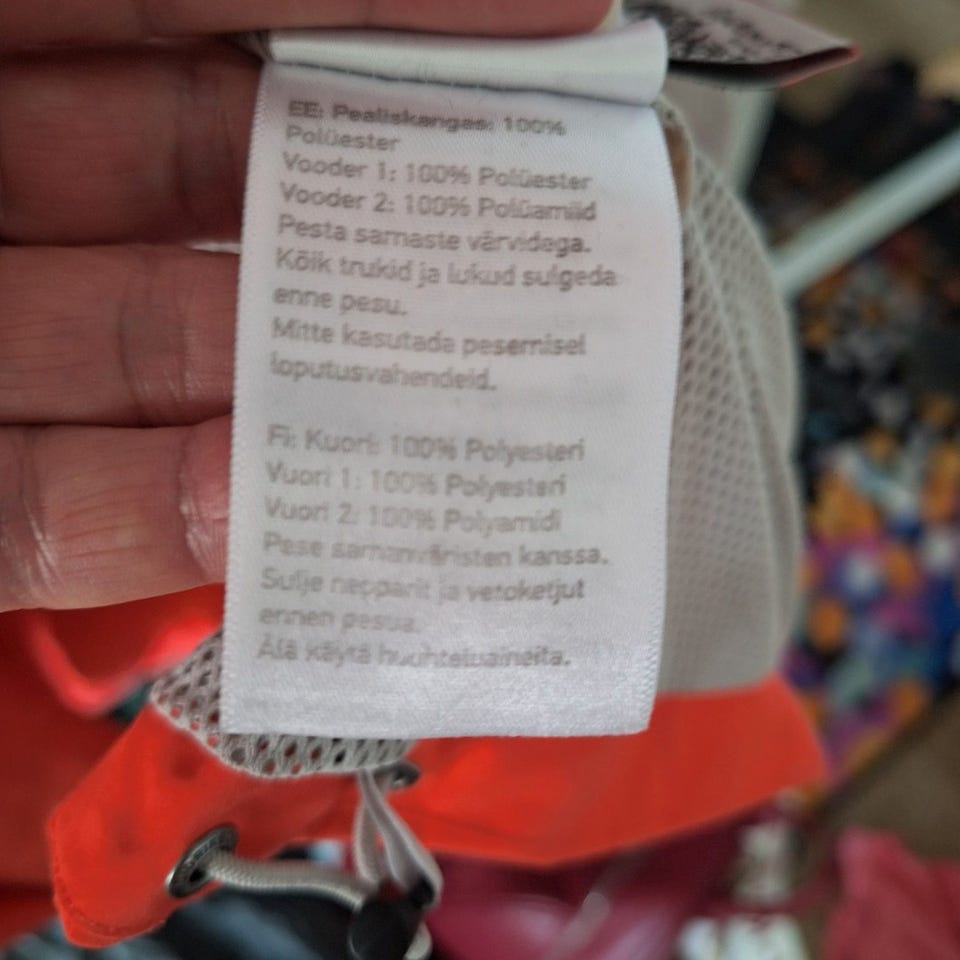 EE: Pealiskangas: 100%
Polüester
Vooder 1: 100% Polüester
Vooder 2: 100% Polüamiid
Pesta sarnaste värvidega.
Kõik trukid ja lukud sulgeda
enne pesu.
Mitte kasutada pesemisel
loputusvahendeid.
Fi: Kuori: 100% Polyesteri
Vuori 1: 100% Polyesteri
Vuori 2: 100% Polyamidi
Pese samanväristen kanssa.
Sulje nepparit ja vetoketjut
ennen pesua.
Älä käytä huuhteluaineita.